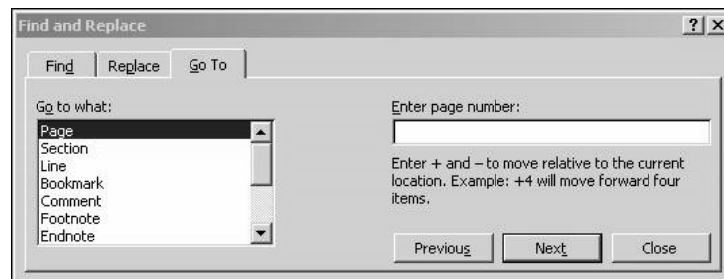 Find and Replace
Find Replace Go To
Go to what:
Page
Section
Line
Bookmark
Comment
Footnote
Endnote
Enter page number:
Enter + and – to move relative to the current
location. Example: +4 will move forward four
items.
Previous Next Close